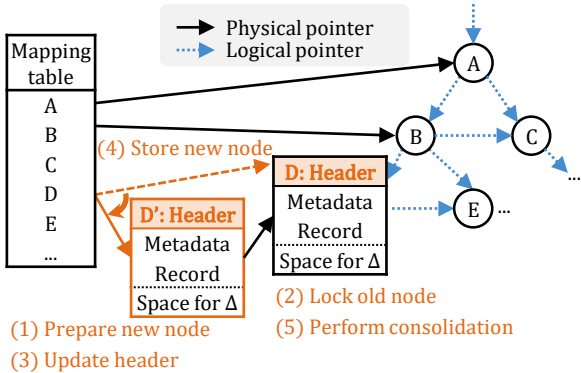 Physical pointer
Logical pointer
Mapping
table
A
B
C
D
E
...
A
B
C
...
E
...
(4) Store new node
D: Header
Metadata
Record
Space for Δ
D’: Header
Metadata
Record
Space for Δ
(2) Lock old node
(5) Perform consolidation
(1) Prepare new node
(3) Update header